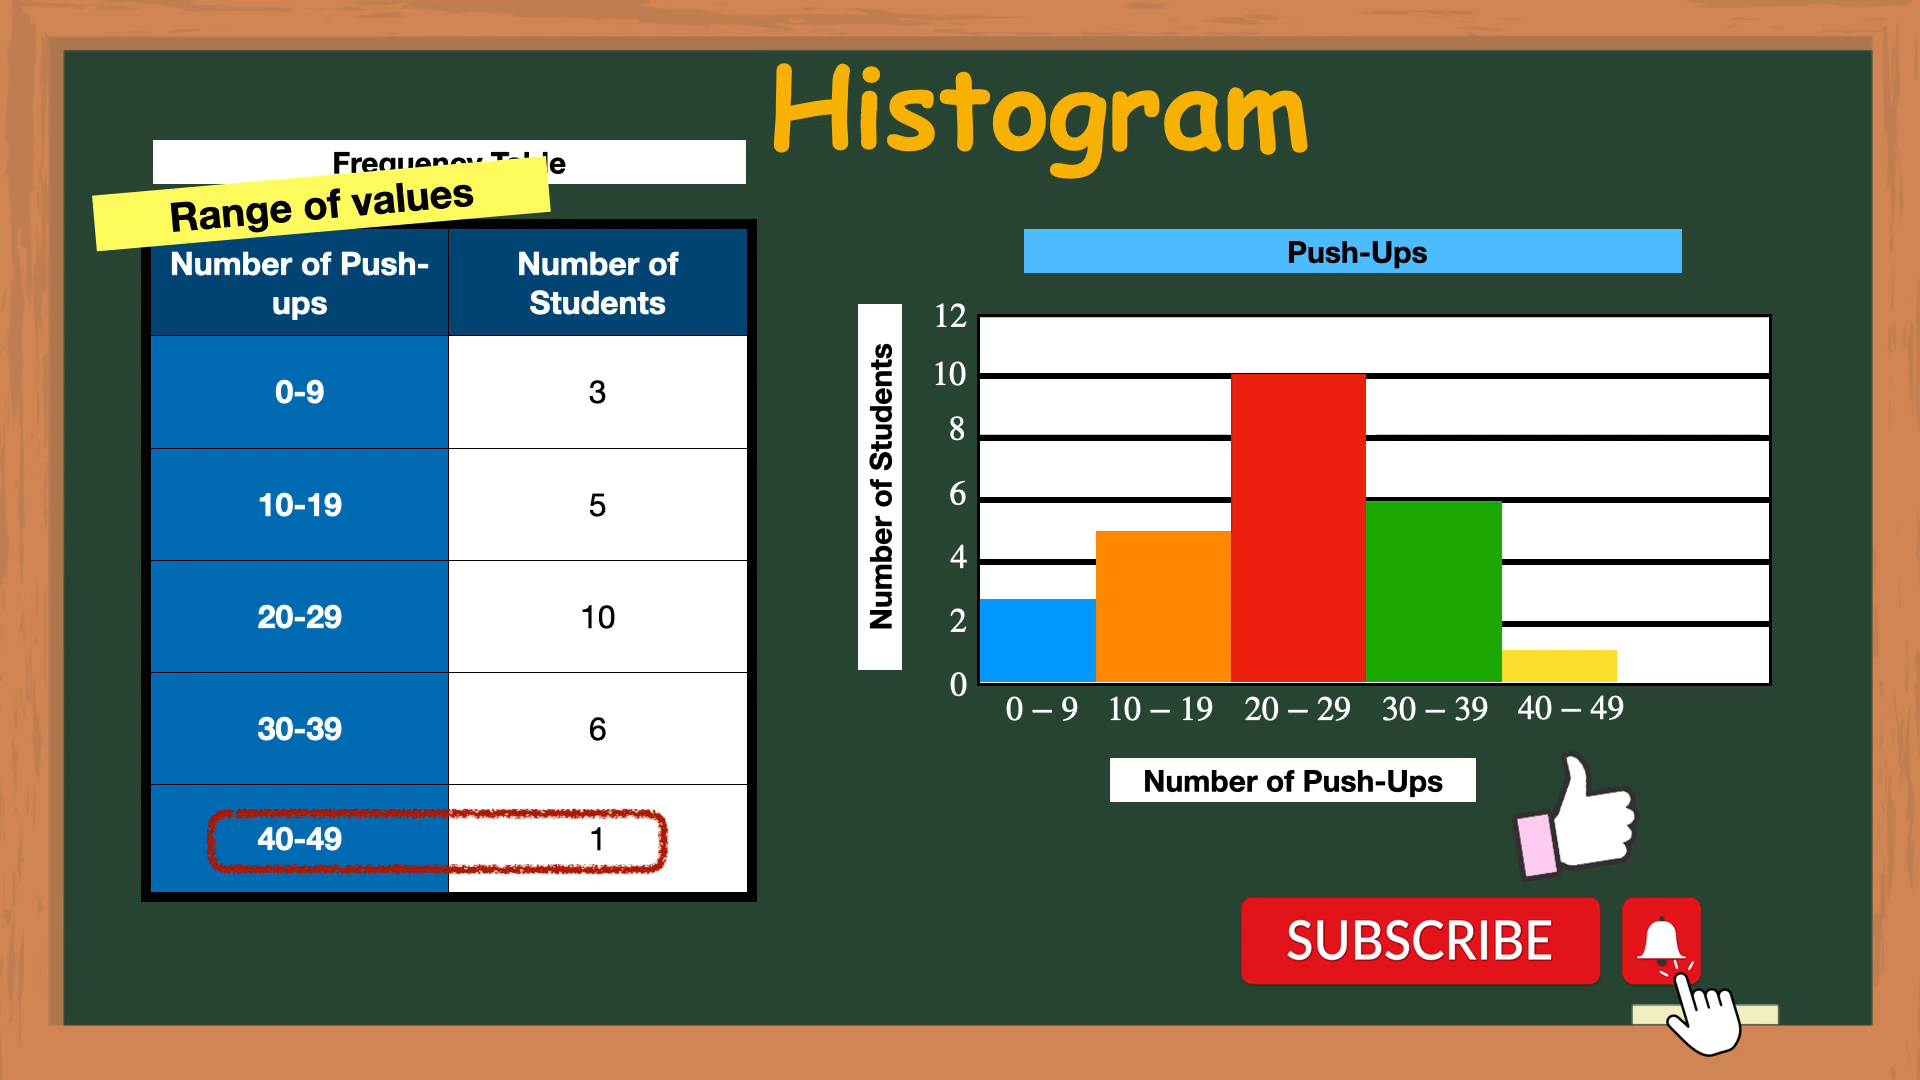 Histogram
Frequency Table
Range of values
Number of Push-
ups
Number of
Students
0-9
3
10-19
5
20-29
10
30-39
6
40-49
1
Push-Ups
Number of Students
12
10
8
6
4
2
0
0 – 9
10 – 19
20 – 29
30 – 39
40 – 49
Number of Push-Ups
SUBSCRIBE